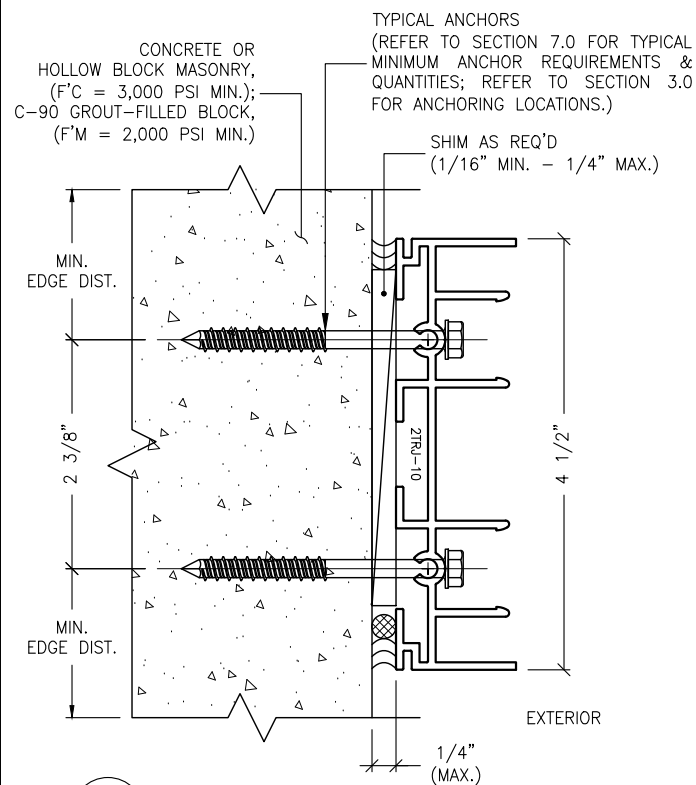 TYPICAL ANCHORS
(REFER TO SECTION 7.0 FOR TYPICAL
MINIMUM ANCHOR REQUIREMENTS &
QUANTITIES; REFER TO SECTION 3.0
FOR ANCHORING LOCATIONS.)
CONCRETE OR
HOLLOW BLOCK MASONRY,
(F'C = 3,000 PSI MIN.);
C-90 GROUT-FILLED BLOCK,
(F'M = 2,000 PSI MIN.)
SHIM AS REQ'D
(1/16" MIN. – 1/4" MAX.)
MIN.
EDGE DIST.
2 3/8"
2TRJ-10
4 1/2"
MIN.
EDGE DIST.
EXTERIOR
1/4"
(MAX.)